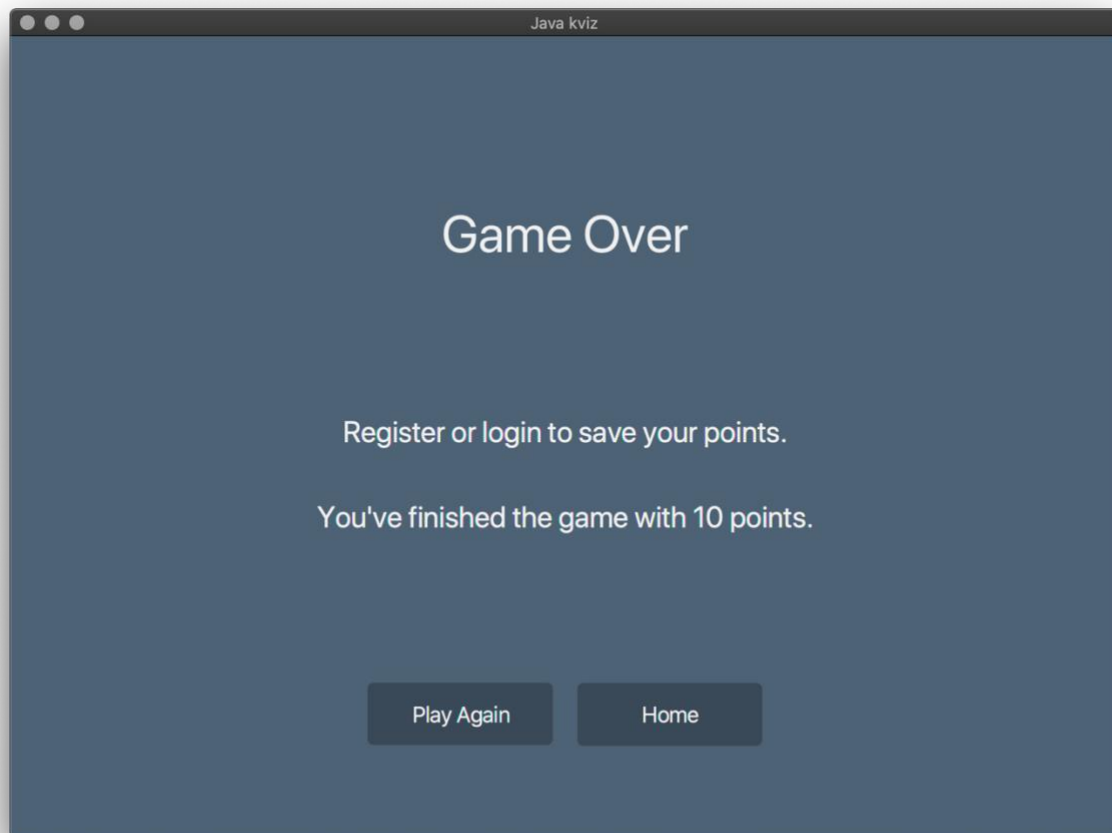 Java kviz
Game Over
Register or login to save your points.
You've finished the game with 10 points.
Play Again
Home